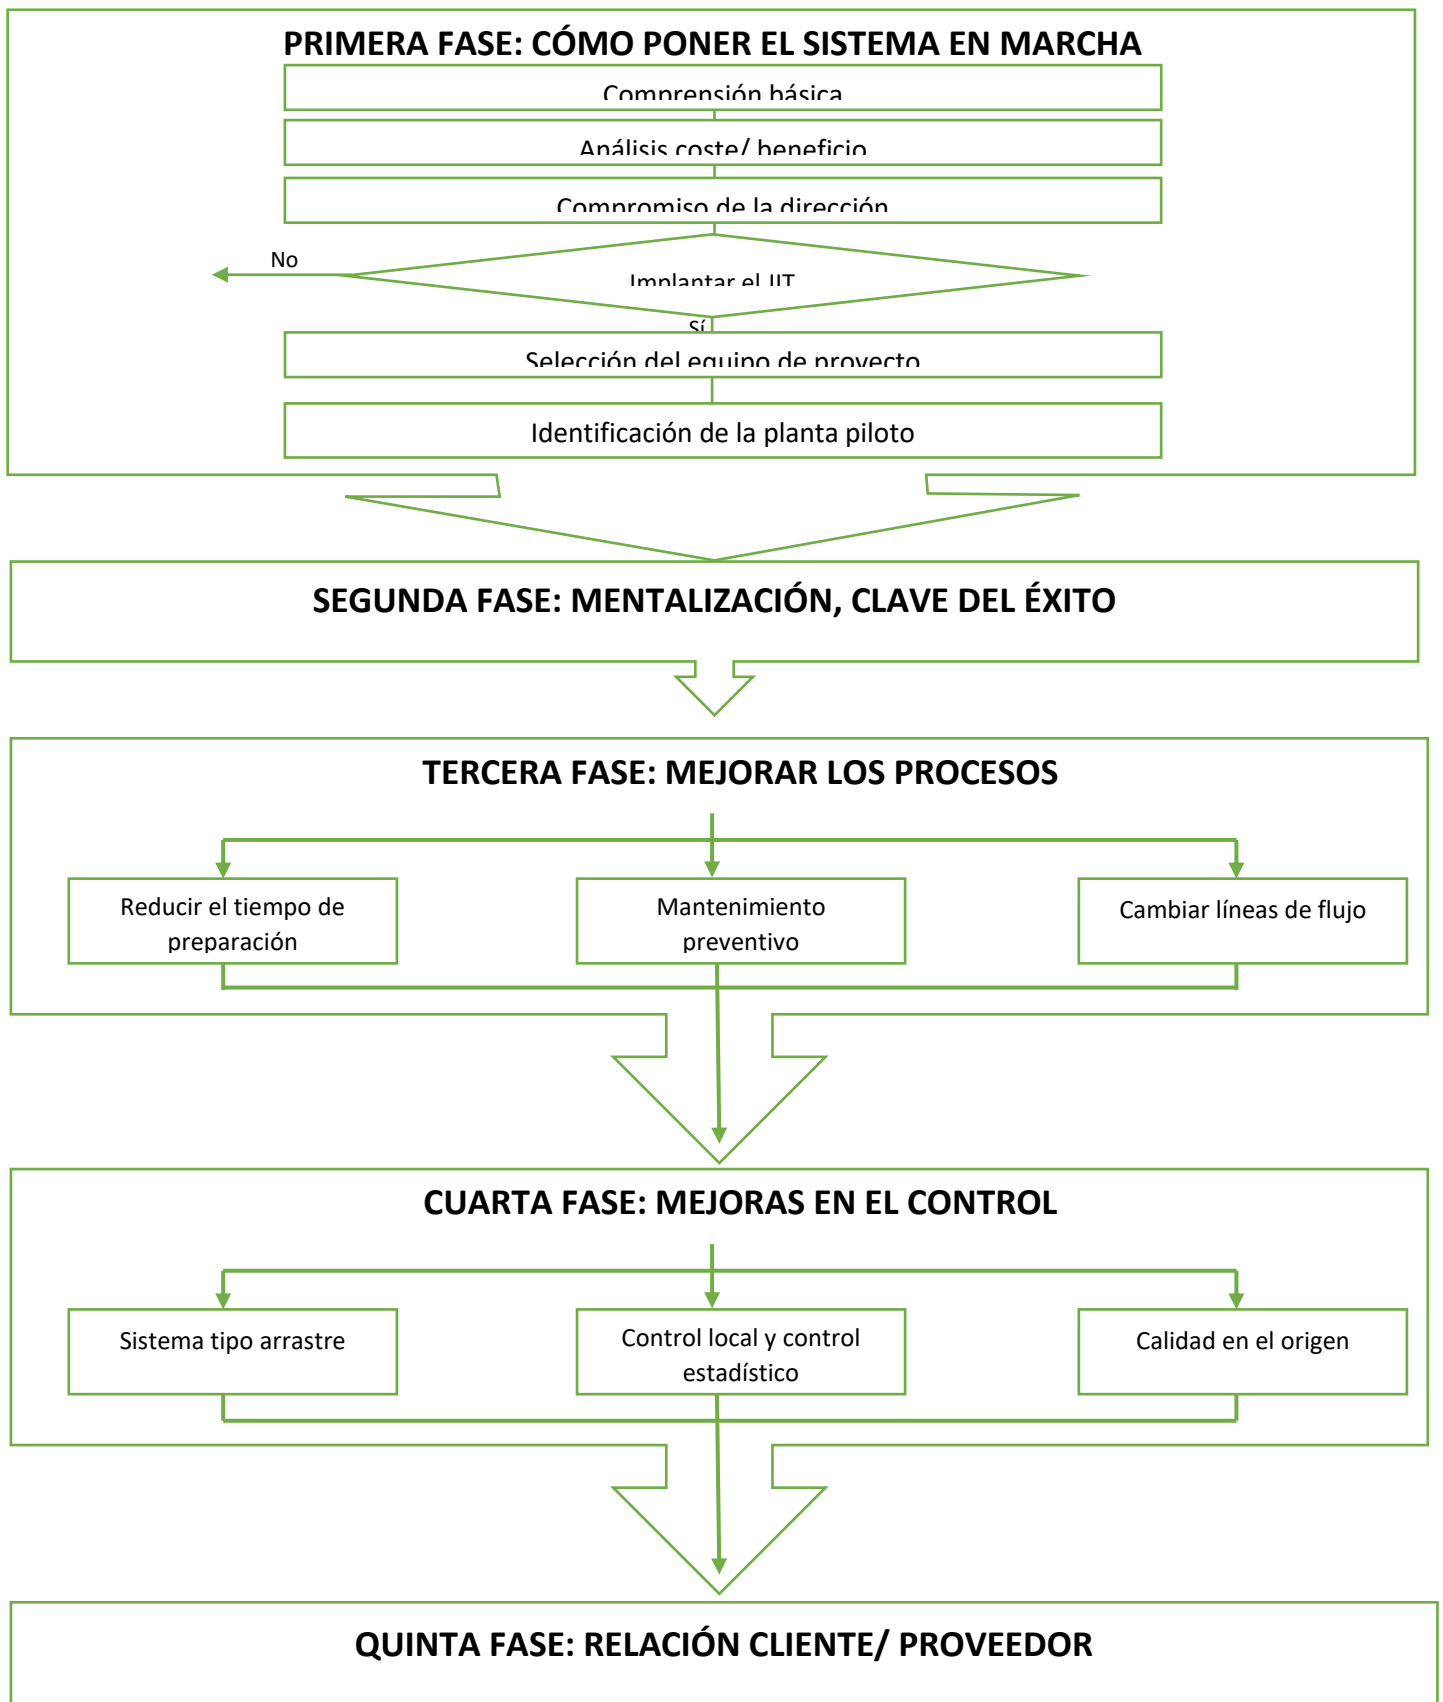 PRIMERA FASE: CÓMO PONER EL SISTEMA EN MARCHA
Comprensión básica
Análisis coste/ beneficio
Compromiso de la dirección
No
Implantar el JIT
Sí
Selección del equipo de proyecto
Identificación de la planta piloto
SEGUNDA FASE: MENTALIZACIÓN, CLAVE DEL ÉXITO
TERCERA FASE: MEJORAR LOS PROCESOS
Reducir el tiempo de
preparación
Mantenimiento
preventivo
Cambiar líneas de flujo
CUARTA FASE: MEJORAS EN EL CONTROL
Sistema tipo arrastre
Control local y control
estadístico
Calidad en el origen
QUINTA FASE: RELACIÓN CLIENTE/ PROVEEDOR